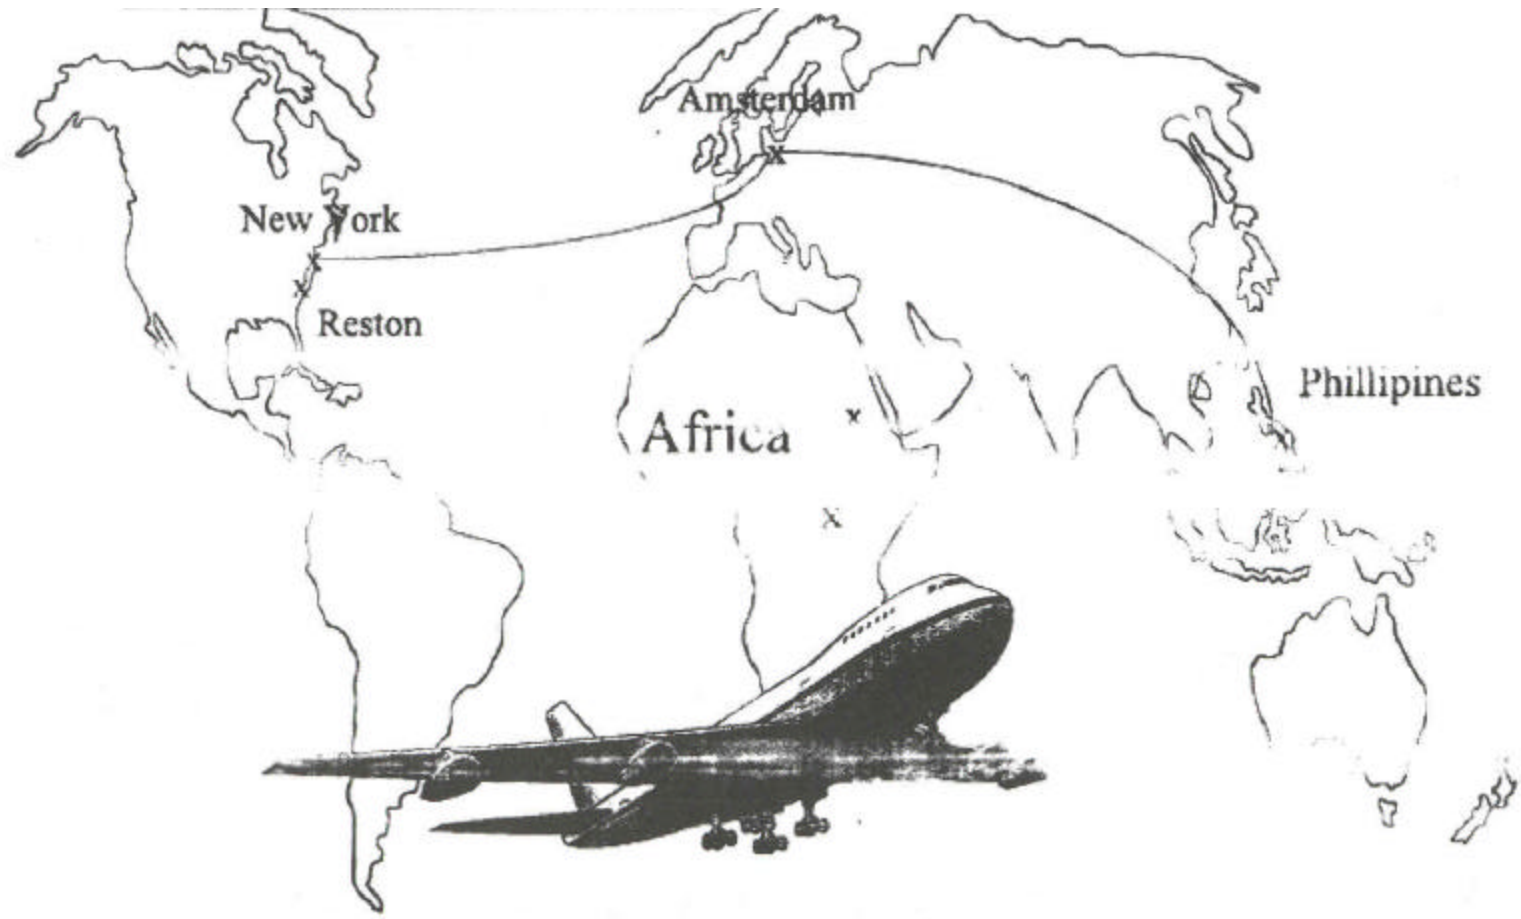 Amsterdam
New York
Reston
Phillipines
Africa
x
x
x
x
x